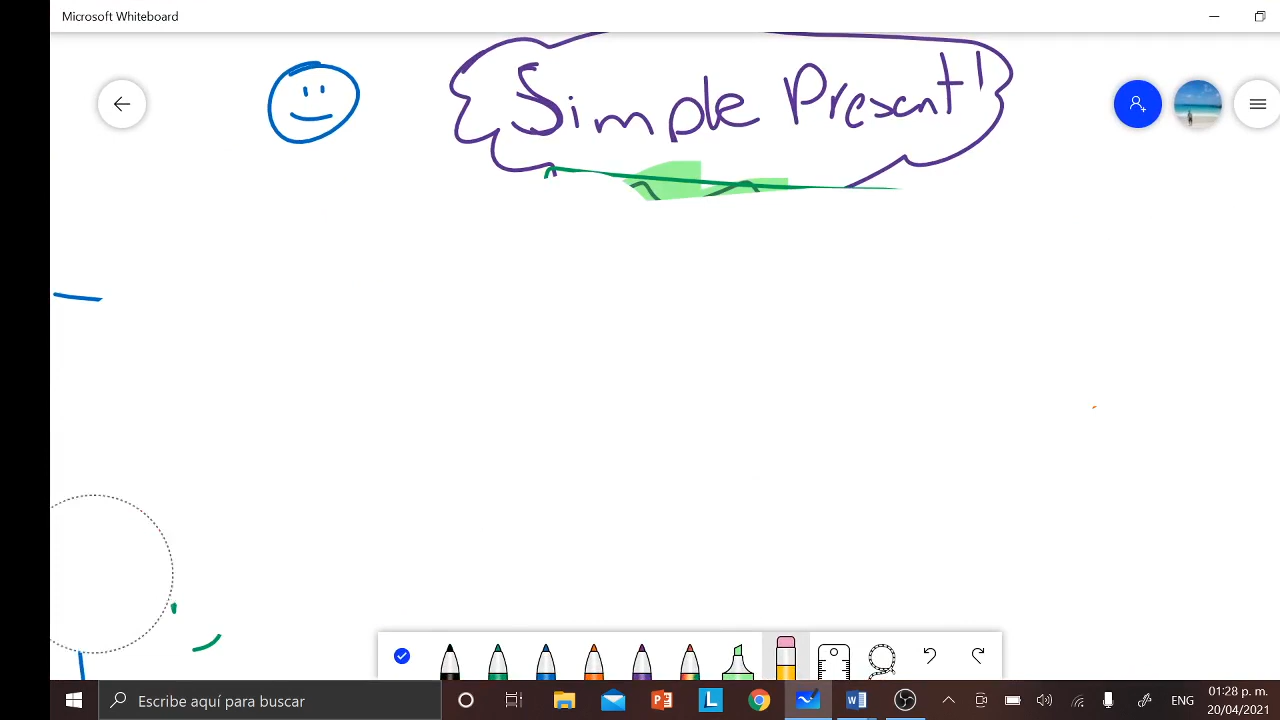 Microsoft Whiteboard
Simple Present!
Escribe aquí para buscar
ENG
01:28 p. m.
20/04/2021